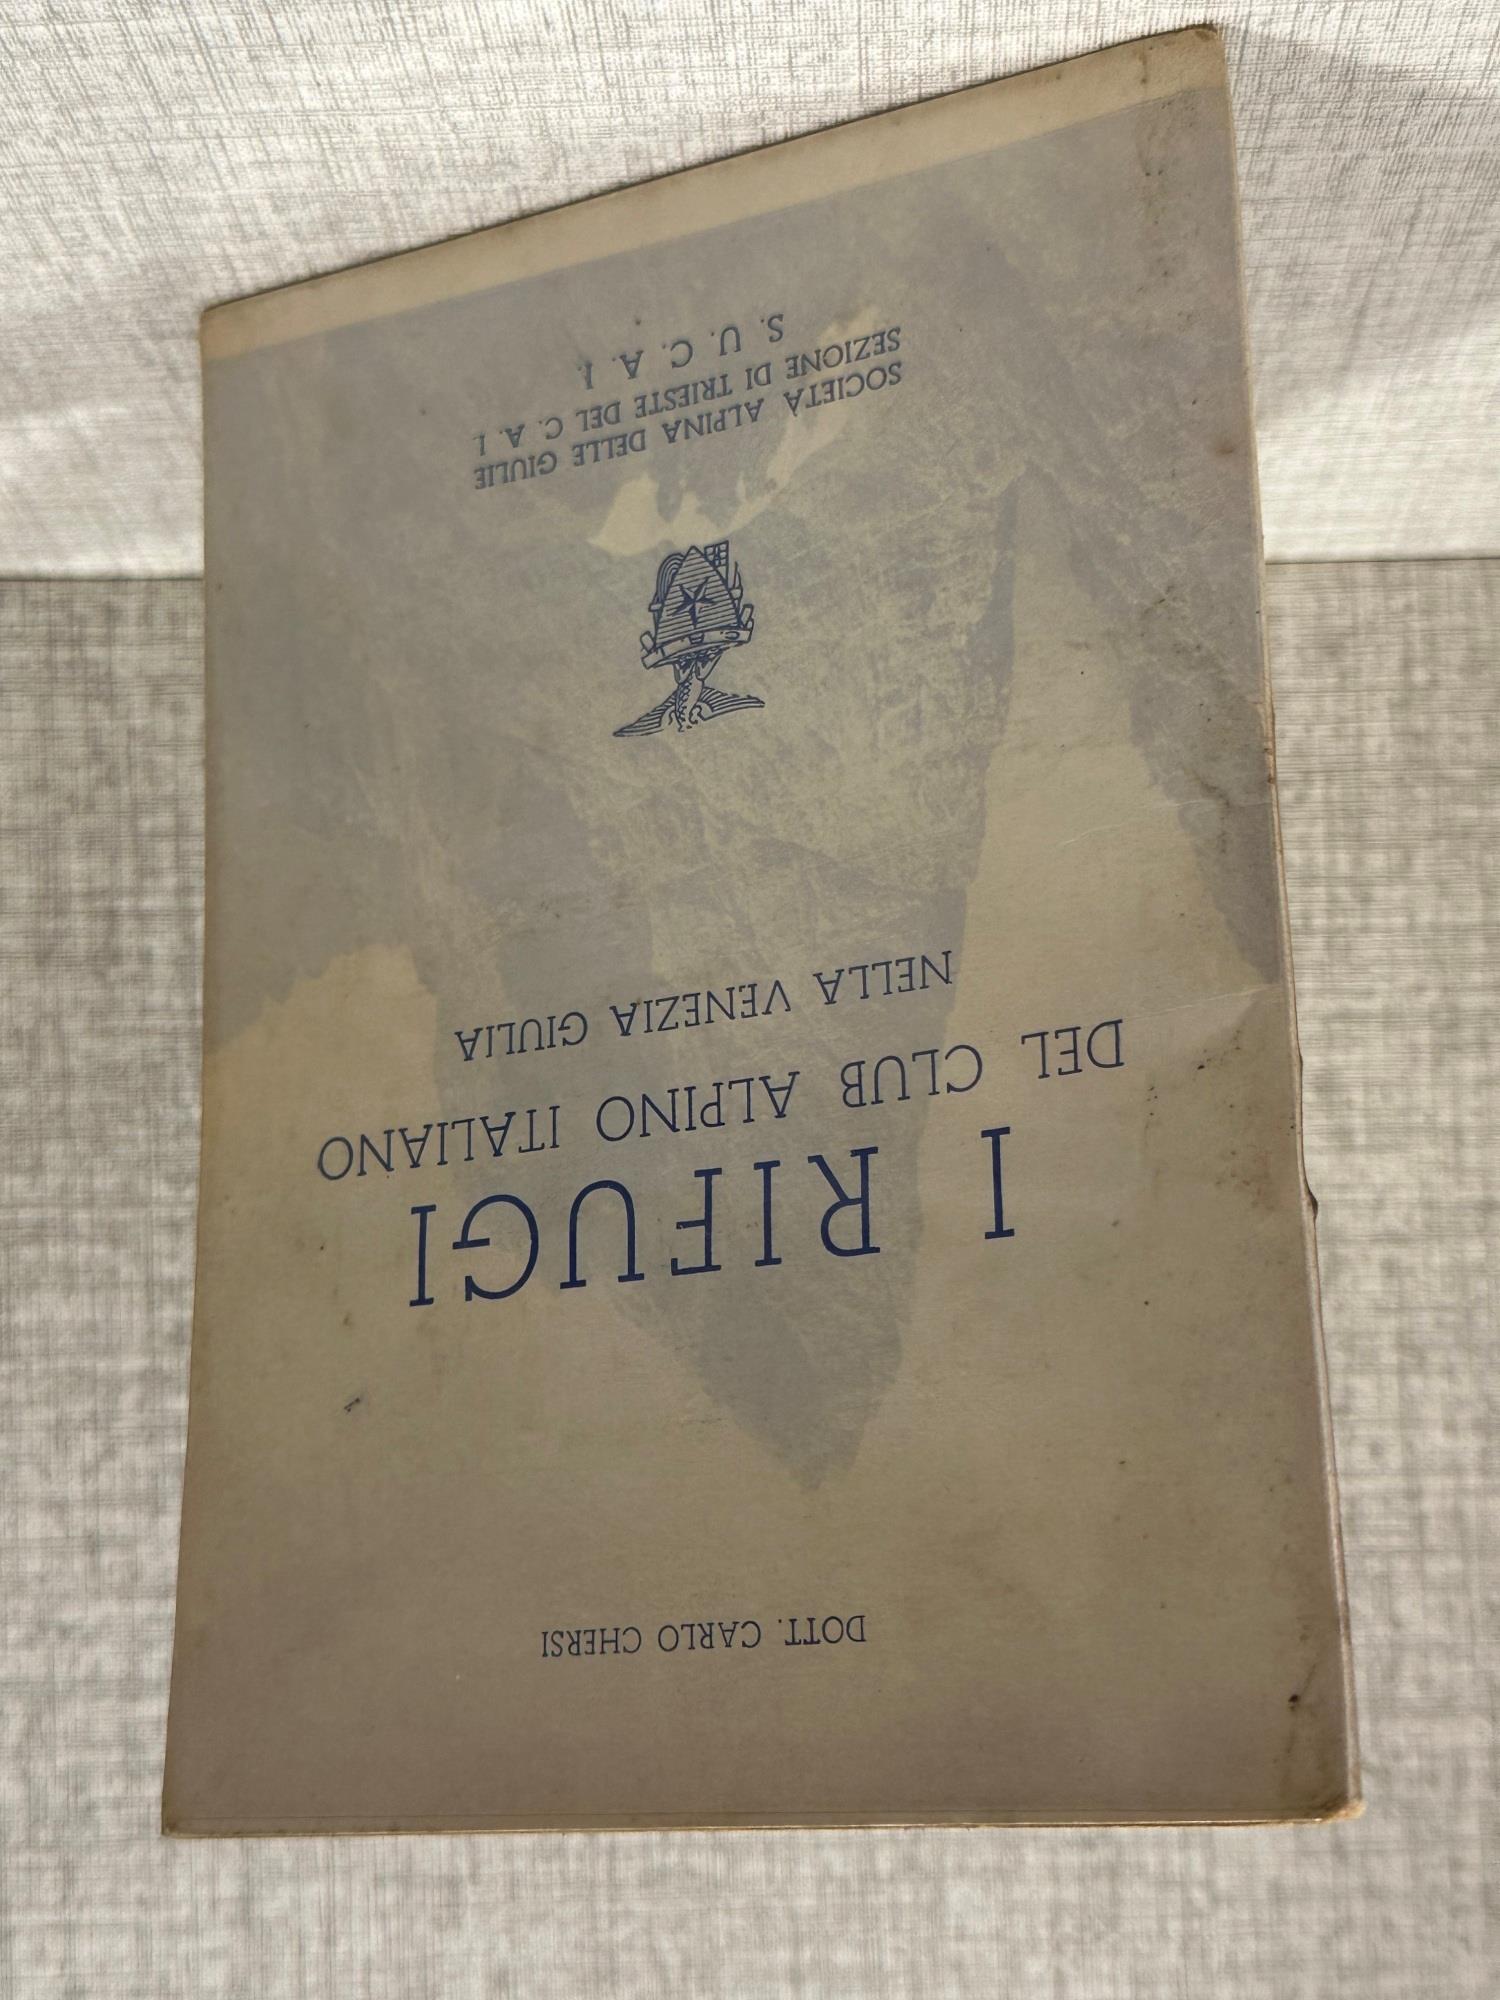 DOTT. CARLO CHERSI
I RIFUGI
DEL CLUB ALPINO ITALIANO
NELLA VENEZIA GIULIA
SOCIETÀ ALPINA DELLE GIULIE
SEZIONE DI TRIESTE DEL C. A. I.
S. U. C. A. I.